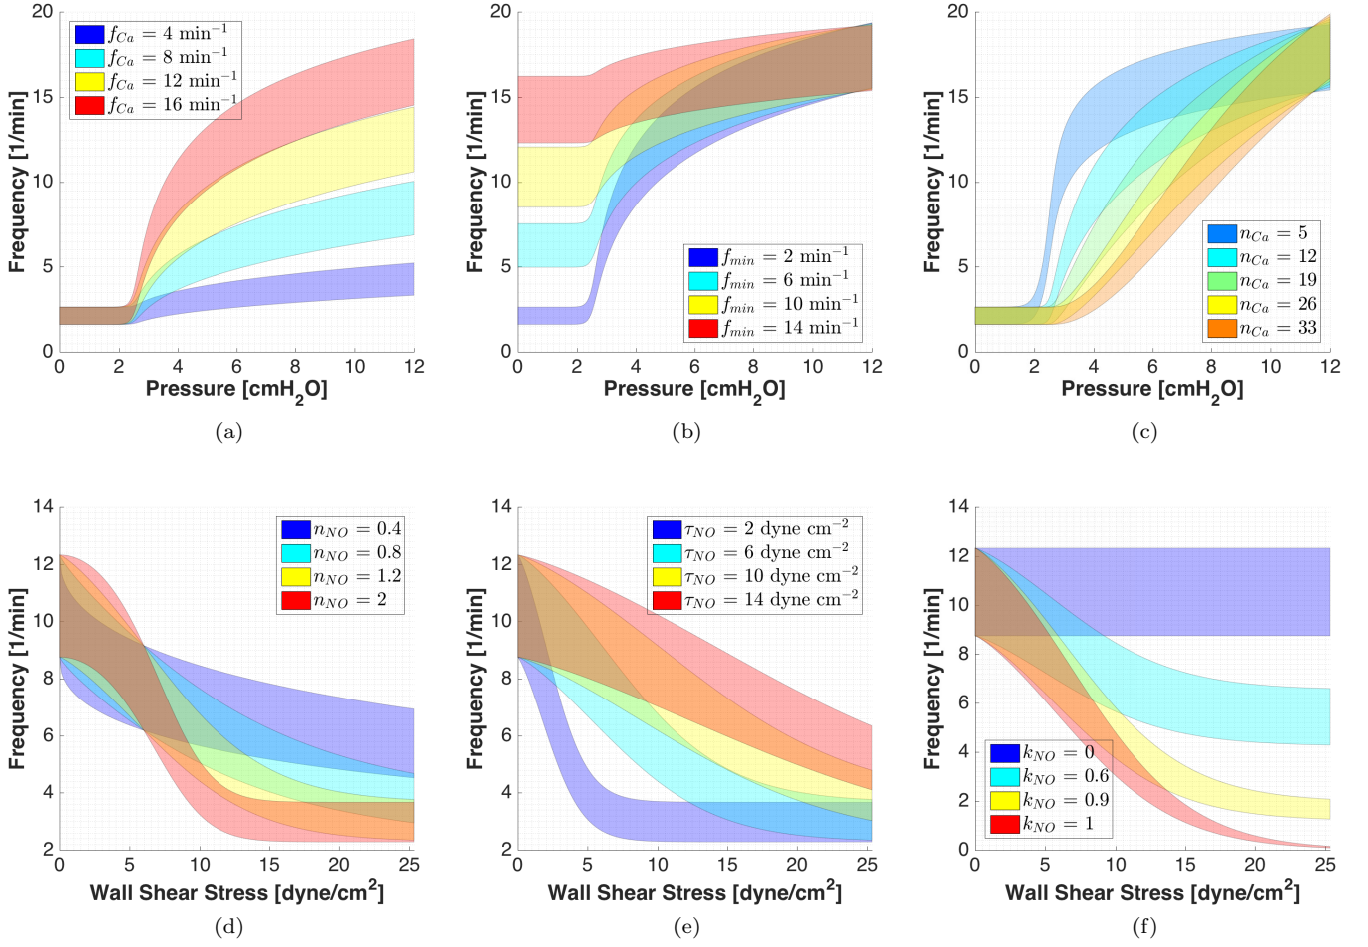 20
15
10
5
0
Frequency [1/min]
f_Ca = 4 min⁻¹
f_Ca = 8 min⁻¹
f_Ca = 12 min⁻¹
f_Ca = 16 min⁻¹
0 2 4 6 8 10 12
Pressure [cmH₂O]
(a)
20
15
10
5
0
Frequency [1/min]
f_min = 2 min⁻¹
f_min = 6 min⁻¹
f_min = 10 min⁻¹
f_min = 14 min⁻¹
0 2 4 6 8 10 12
Pressure [cmH₂O]
(b)
20
15
10
5
0
Frequency [1/min]
n_Ca = 5
n_Ca = 12
n_Ca = 19
n_Ca = 26
n_Ca = 33
0 2 4 6 8 10 12
Pressure [cmH₂O]
(c)
14
12
10
8
6
4
2
Frequency [1/min]
n_NO = 0.4
n_NO = 0.8
n_NO = 1.2
n_NO = 2
0 5 10 15 20 25
Wall Shear Stress [dyne/cm²]
(d)
14
12
10
8
6
4
2
Frequency [1/min]
τ_NO = 2 dyne cm⁻²
τ_NO = 6 dyne cm⁻²
τ_NO = 10 dyne cm⁻²
τ_NO = 14 dyne cm⁻²
0 5 10 15 20 25
Wall Shear Stress [dyne/cm²]
(e)
14
12
10
8
6
4
2
0
Frequency [1/min]
k_NO = 0
k_NO = 0.6
k_NO = 0.9
k_NO = 1
0 5 10 15 20 25
Wall Shear Stress [dyne/cm²]
(f)